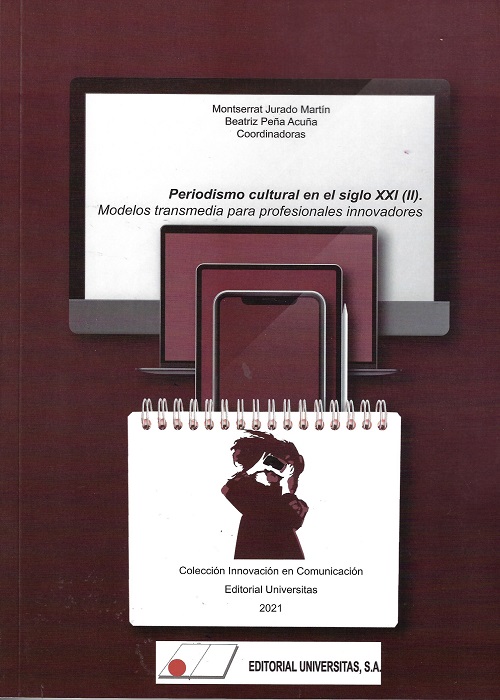 Montserrat Jurado Martín
Beatriz Peña Acuña
Coordinadoras
Periodismo cultural en el siglo XXI (II).
Modelos transmedia para profesionales innovadores
Colección Innovación en Comunicación
Editorial Universitas
2021
EDITORIAL UNIVERSITAS, S.A.